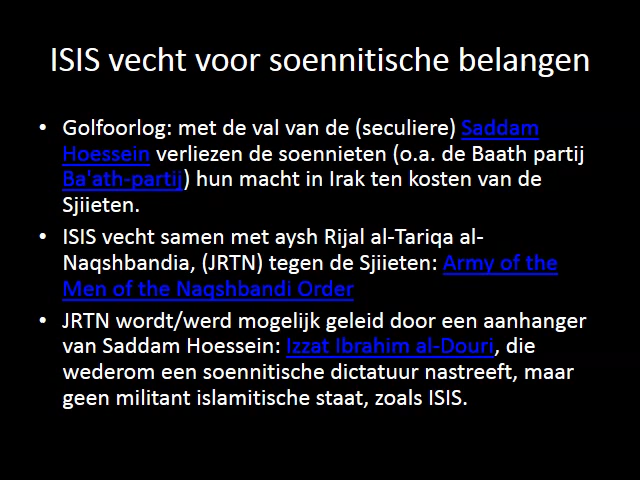 ISIS vecht voor soennitische belangen
• Golfoorlog: met de val van de (seculiere) Saddam
Hoessein verliezen de soennieten (o.a. de Baath partij
Ba'ath-partij) hun macht in Irak ten kosten van de
Sjiieten.
• ISIS vecht samen met aysh Rijal al-Tariqa al-
Naqshbandia, (JRTN) tegen de Sjiieten: Army of the
Men of the Naqshbandi Order
• JRTN wordt/werd mogelijk geleid door een aanhanger
van Saddam Hoessein: Izzat Ibrahim al-Douri, die
wederom een soennitische dictatuur nastreeft, maar
geen militant islamitische staat, zoals ISIS.